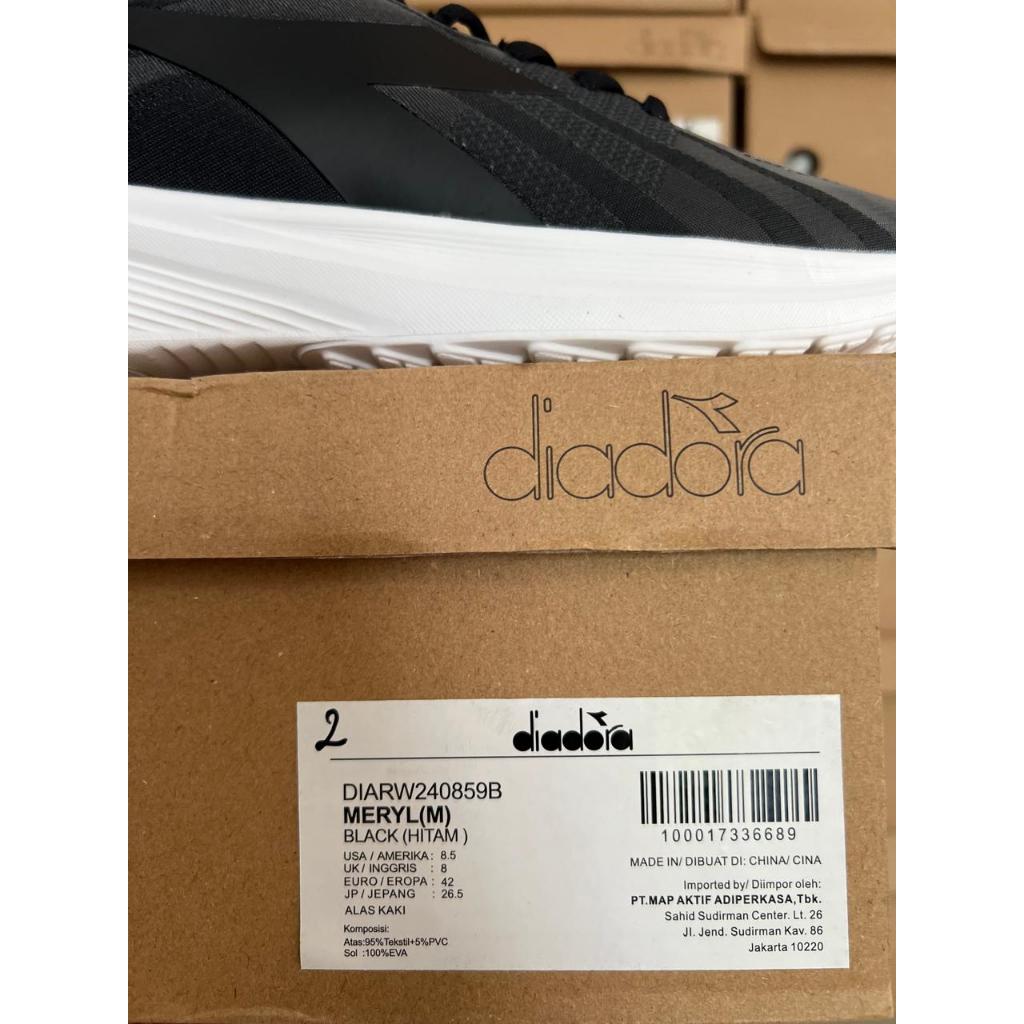 diadora
2
diadora
DIARW240859B
MERYL(M)
BLACK (HITAM )
USA / AMERIKA : 8.5
UK / INGGRIS : 8
EURO / EROPA : 42
JP / JEPANG : 26.5
ALAS KAKI
Komposisi:
Atas:95%Tekstil+5%PVC
Sol :100%EVA
100017336689
MADE IN/ DIBUAT DI: CHINA/ CINA
Imported by/ Diimpor oleh:
PT.MAP AKTIF ADIPERKASA,Tbk.
Sahid Sudirman Center. Lt. 26
Jl. Jend. Sudirman Kav. 86
Jakarta 10220